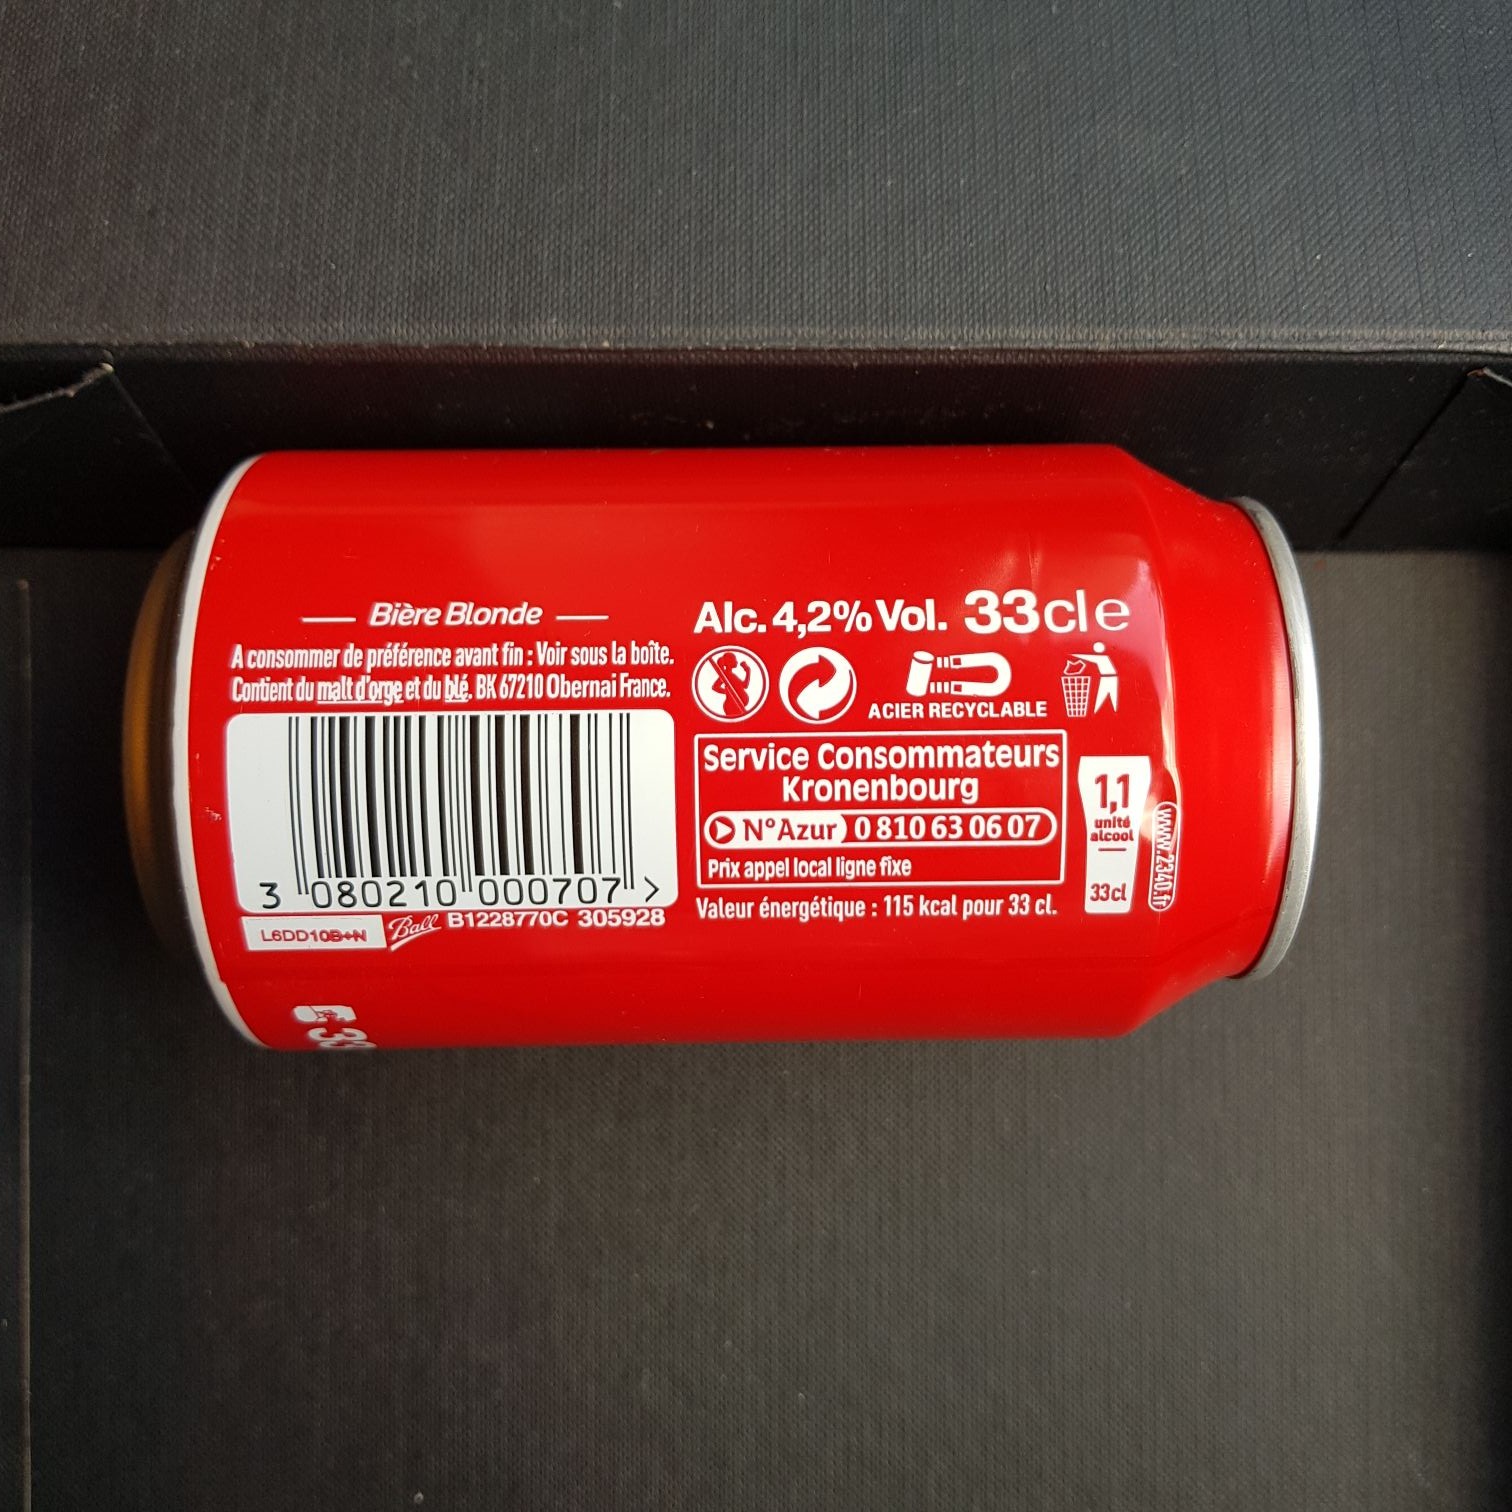 Bière Blonde
A consommer de préférence avant fin : Voir sous la boîte.
Contient du malt d'orge et du blé. BK 67210 Obernai France.
3 080210 000707 >
L6DD10B+N
Ball B1228770C 305928
Alc. 4,2% Vol. 33cl e
ACIER RECYCLABLE
Service Consommateurs
Kronenbourg
N°Azur 0 810 63 06 07
Prix appel local ligne fixe
Valeur énergétique : 115 kcal pour 33 cl.
1,1
unité
alcool
33cl
www.2340.fr